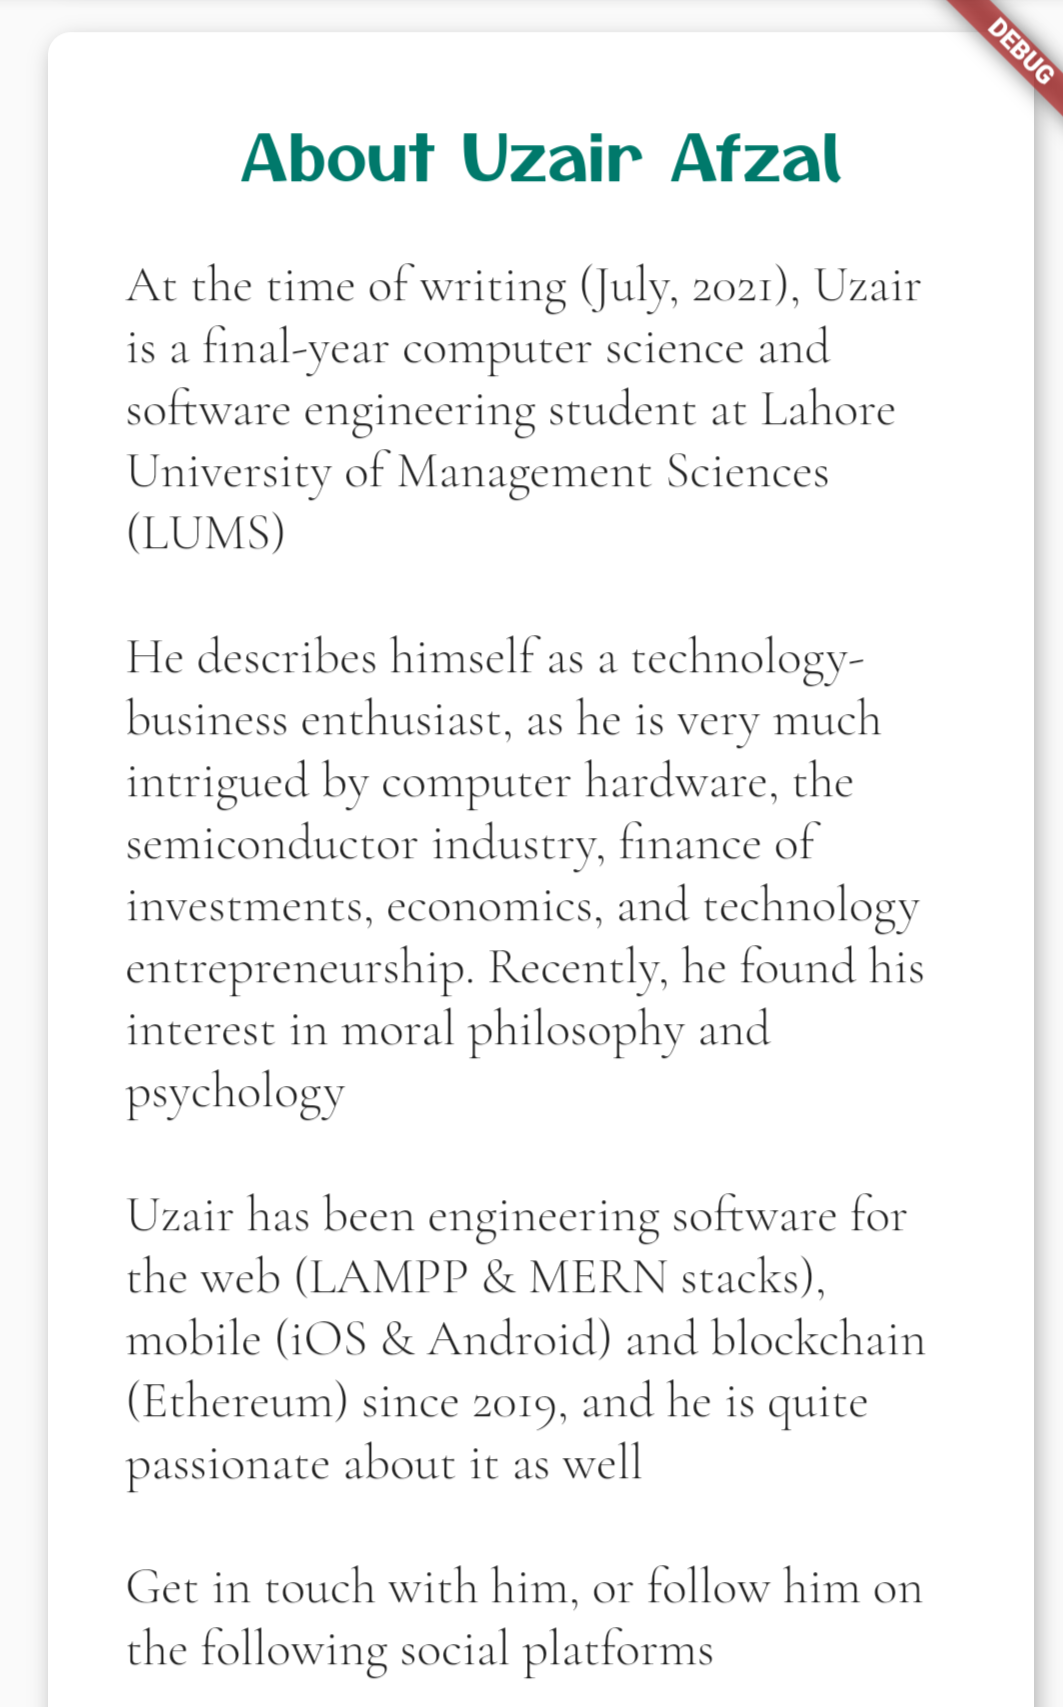 DEBUG
About Uzair Afzal
At the time of writing (July, 2021), Uzair
is a final-year computer science and
software engineering student at Lahore
University of Management Sciences
(LUMS)
He describes himself as a technology-
business enthusiast, as he is very much
intrigued by computer hardware, the
semiconductor industry, finance of
investments, economics, and technology
entrepreneurship. Recently, he found his
interest in moral philosophy and
psychology
Uzair has been engineering software for
the web (LAMPP & MERN stacks),
mobile (iOS & Android) and blockchain
(Ethereum) since 2019, and he is quite
passionate about it as well
Get in touch with him, or follow him on
the following social platforms